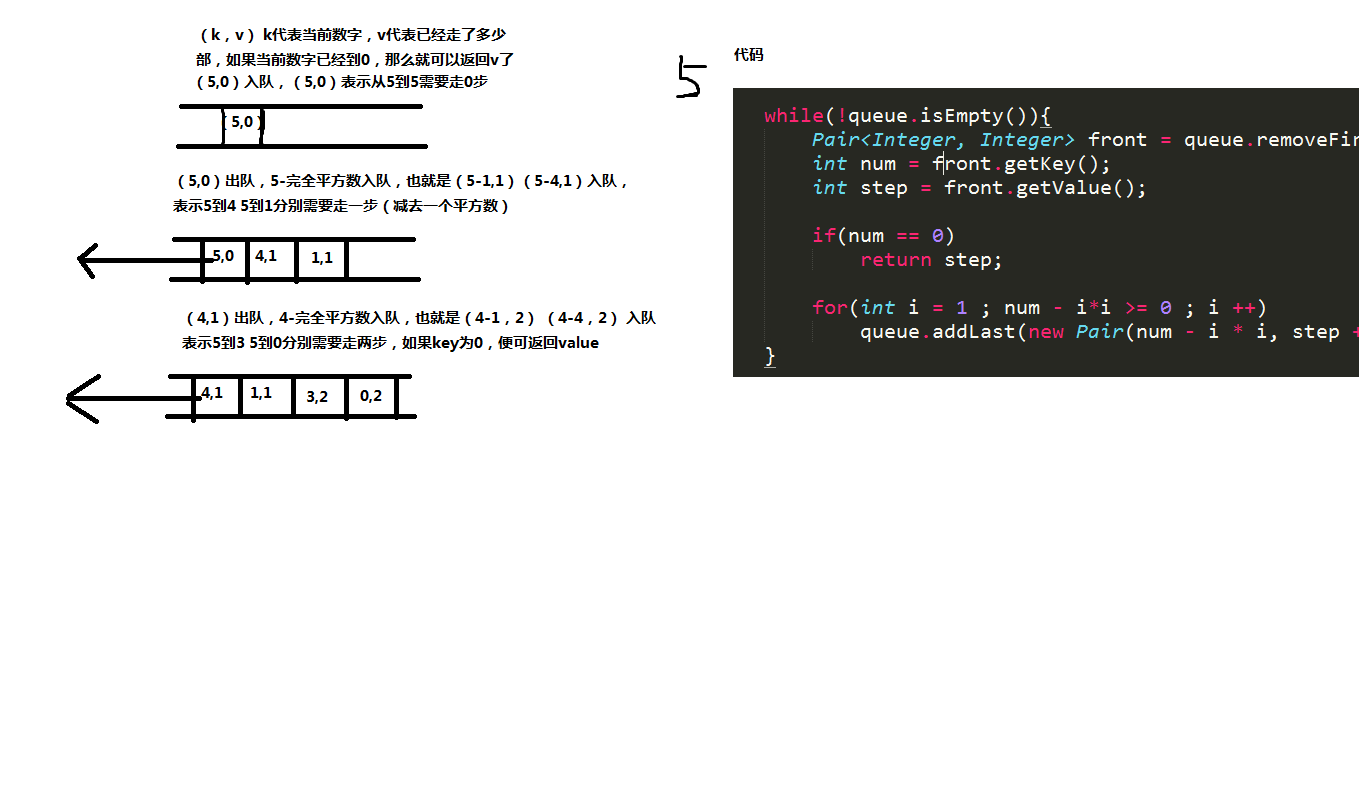 （k，v） k代表当前数字，v代表已经走了多少
部，如果当前数字已经到0，那么就可以返回v了
（5,0）入队，（5,0）表示从5到5需要走0步
（5,0）
（5,0）出队，5-完全平方数入队，也就是（5-1,1）（5-4,1）入队，
表示5到4 5到1分别需要走一步（减去一个平方数）
5,0 4,1 1,1
（4,1）出队，4-完全平方数入队，也就是（4-1，2）（4-4，2） 入队
表示5到3 5到0分别需要走两步，如果key为0，便可返回value
4,1 1,1 3,2 0,2
5
代码
while(!queue.isEmpty()){
Pair<Integer, Integer> front = queue.removeFir
int num = front.getKey();
int step = front.getValue();
if(num == 0)
return step;
for(int i = 1 ; num - i*i >= 0 ; i ++)
queue.addLast(new Pair(num - i * i, step +
}